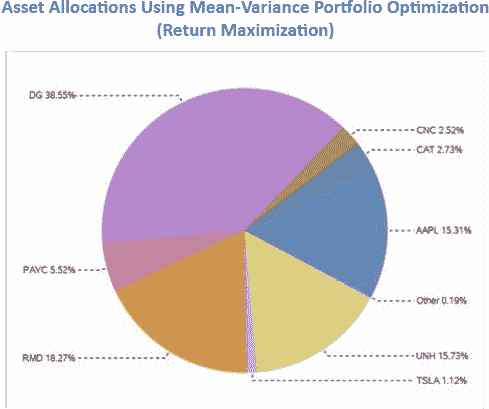 Asset Allocations Using Mean-Variance Portfolio Optimization
(Return Maximization)
DG 38.55%
CNC 2.52%
CAT 2.73%
AAPL 15.31%
PAYC 5.52%
Other 0.19%
RMD 18.27%
UNH 15.73%
TSLA 1.12%